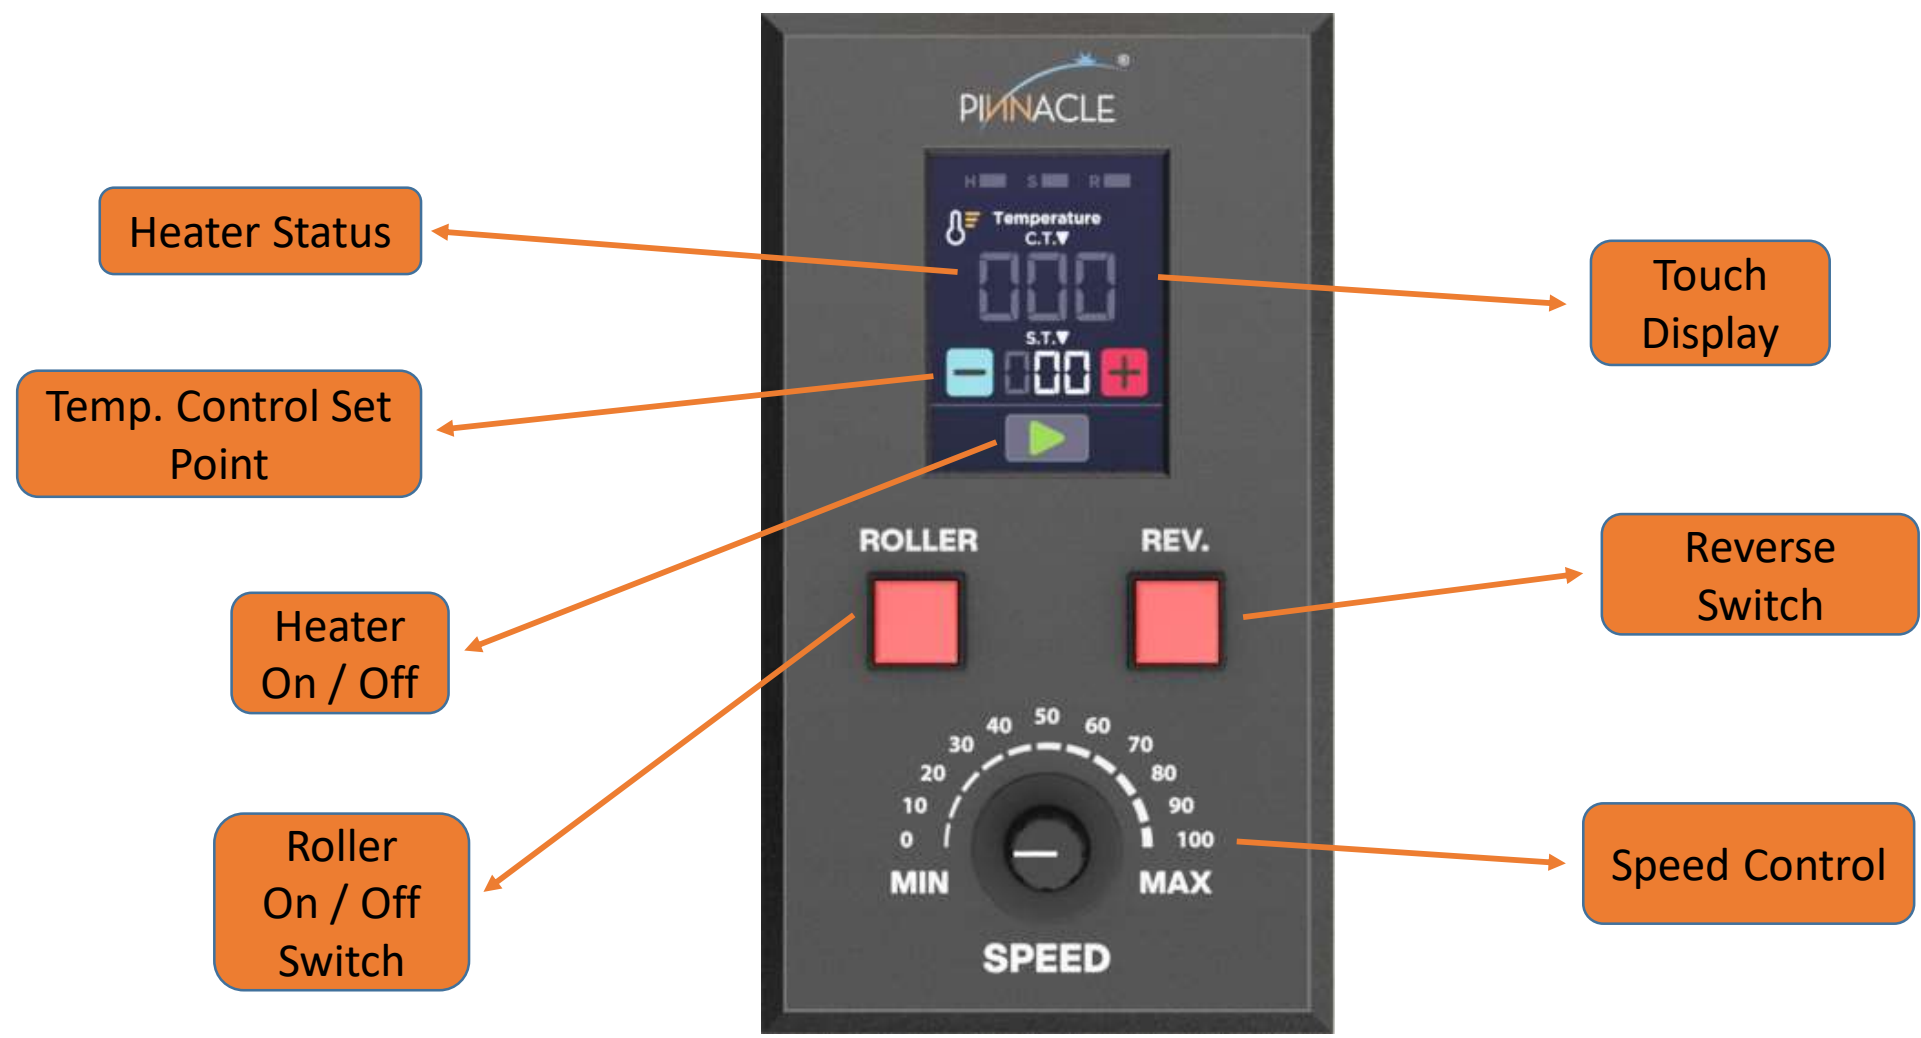 PINNACLE ®
H S R
Temperature
C.T.▼
000
S.T.▼
− 000 +
ROLLER REV.
50
40 60
30 70
20 80
10 90
0 100
MIN MAX
SPEED
Heater Status
Temp. Control Set
Point
Heater
On / Off
Roller
On / Off
Switch
Touch
Display
Reverse
Switch
Speed Control